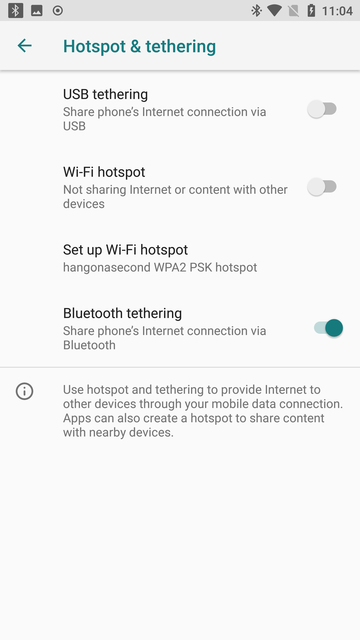 11:04
Hotspot & tethering
USB tethering
Share phone's Internet connection via
USB
Wi-Fi hotspot
Not sharing Internet or content with other
devices
Set up Wi-Fi hotspot
hangonasecond WPA2 PSK hotspot
Bluetooth tethering
Share phone's Internet connection via
Bluetooth
Use hotspot and tethering to provide Internet to
other devices through your mobile data connection.
Apps can also create a hotspot to share content
with nearby devices.